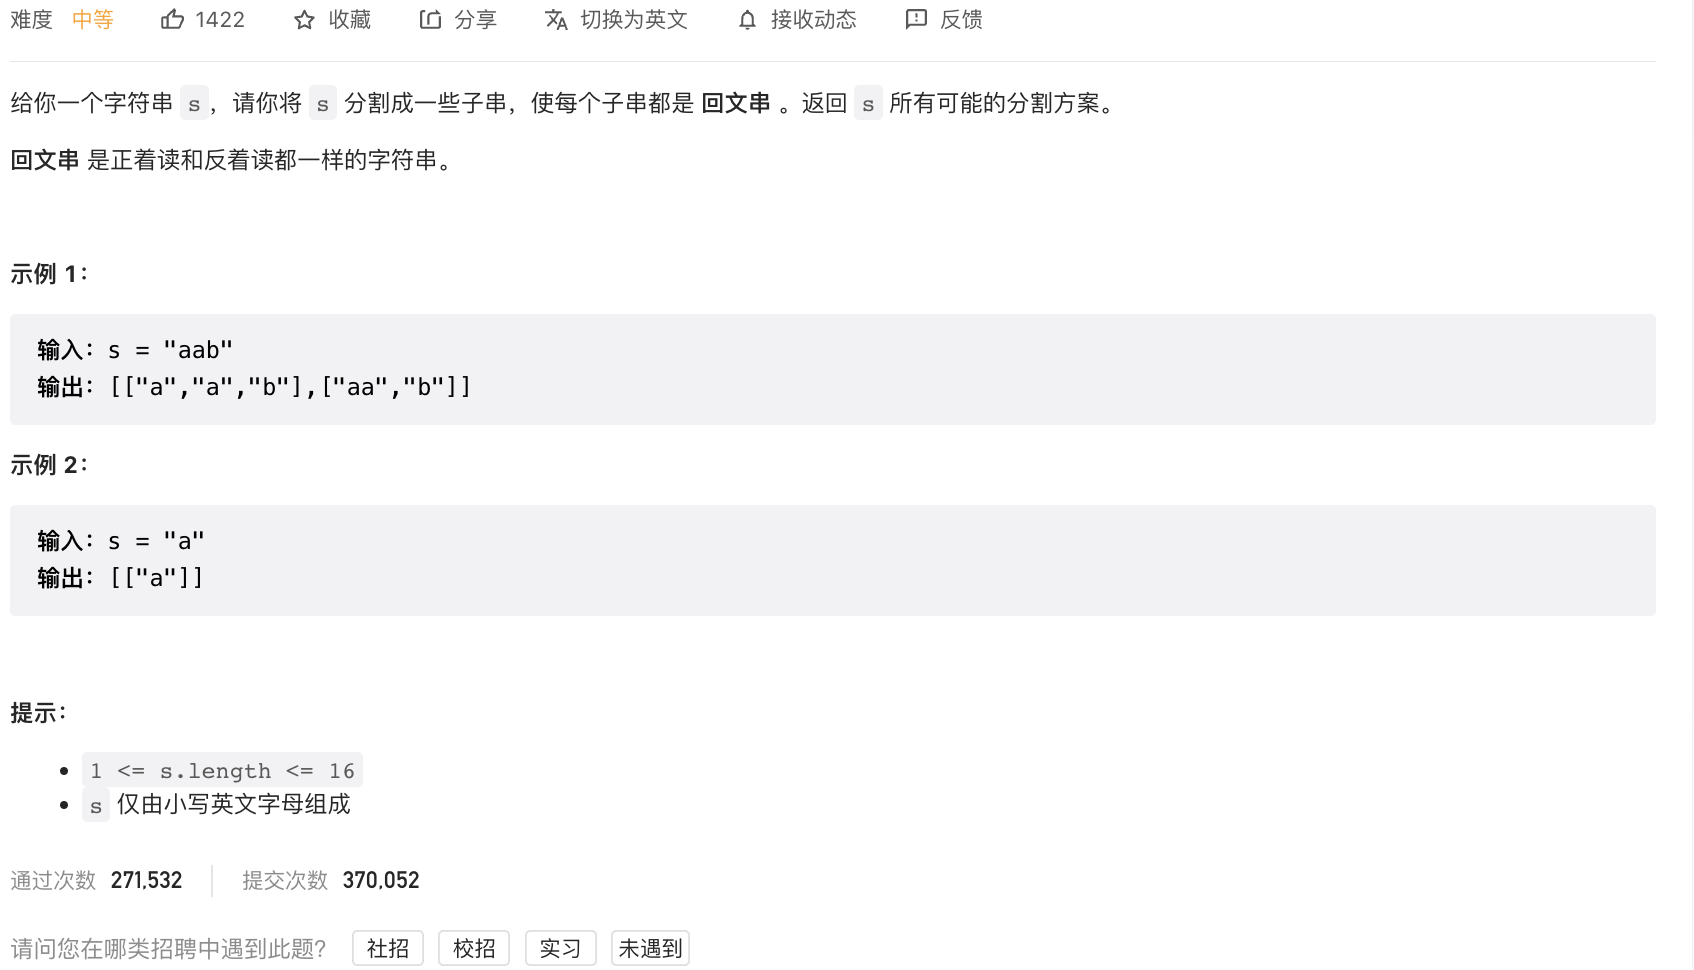 难度 中等 1422 收藏 分享 切换为英文 接收动态 反馈
给你一个字符串 s，请你将 s 分割成一些子串，使每个子串都是 回文串 。返回 s 所有可能的分割方案。
回文串 是正着读和反着读都一样的字符串。
示例 1：
输入：s = "aab"
输出：[["a","a","b"],["aa","b"]]
示例 2：
输入：s = "a"
输出：[["a"]]
提示：
1 <= s.length <= 16
s 仅由小写英文字母组成
通过次数 271,532 提交次数 370,052
请问您在哪类招聘中遇到此题？ 社招 校招 实习 未遇到